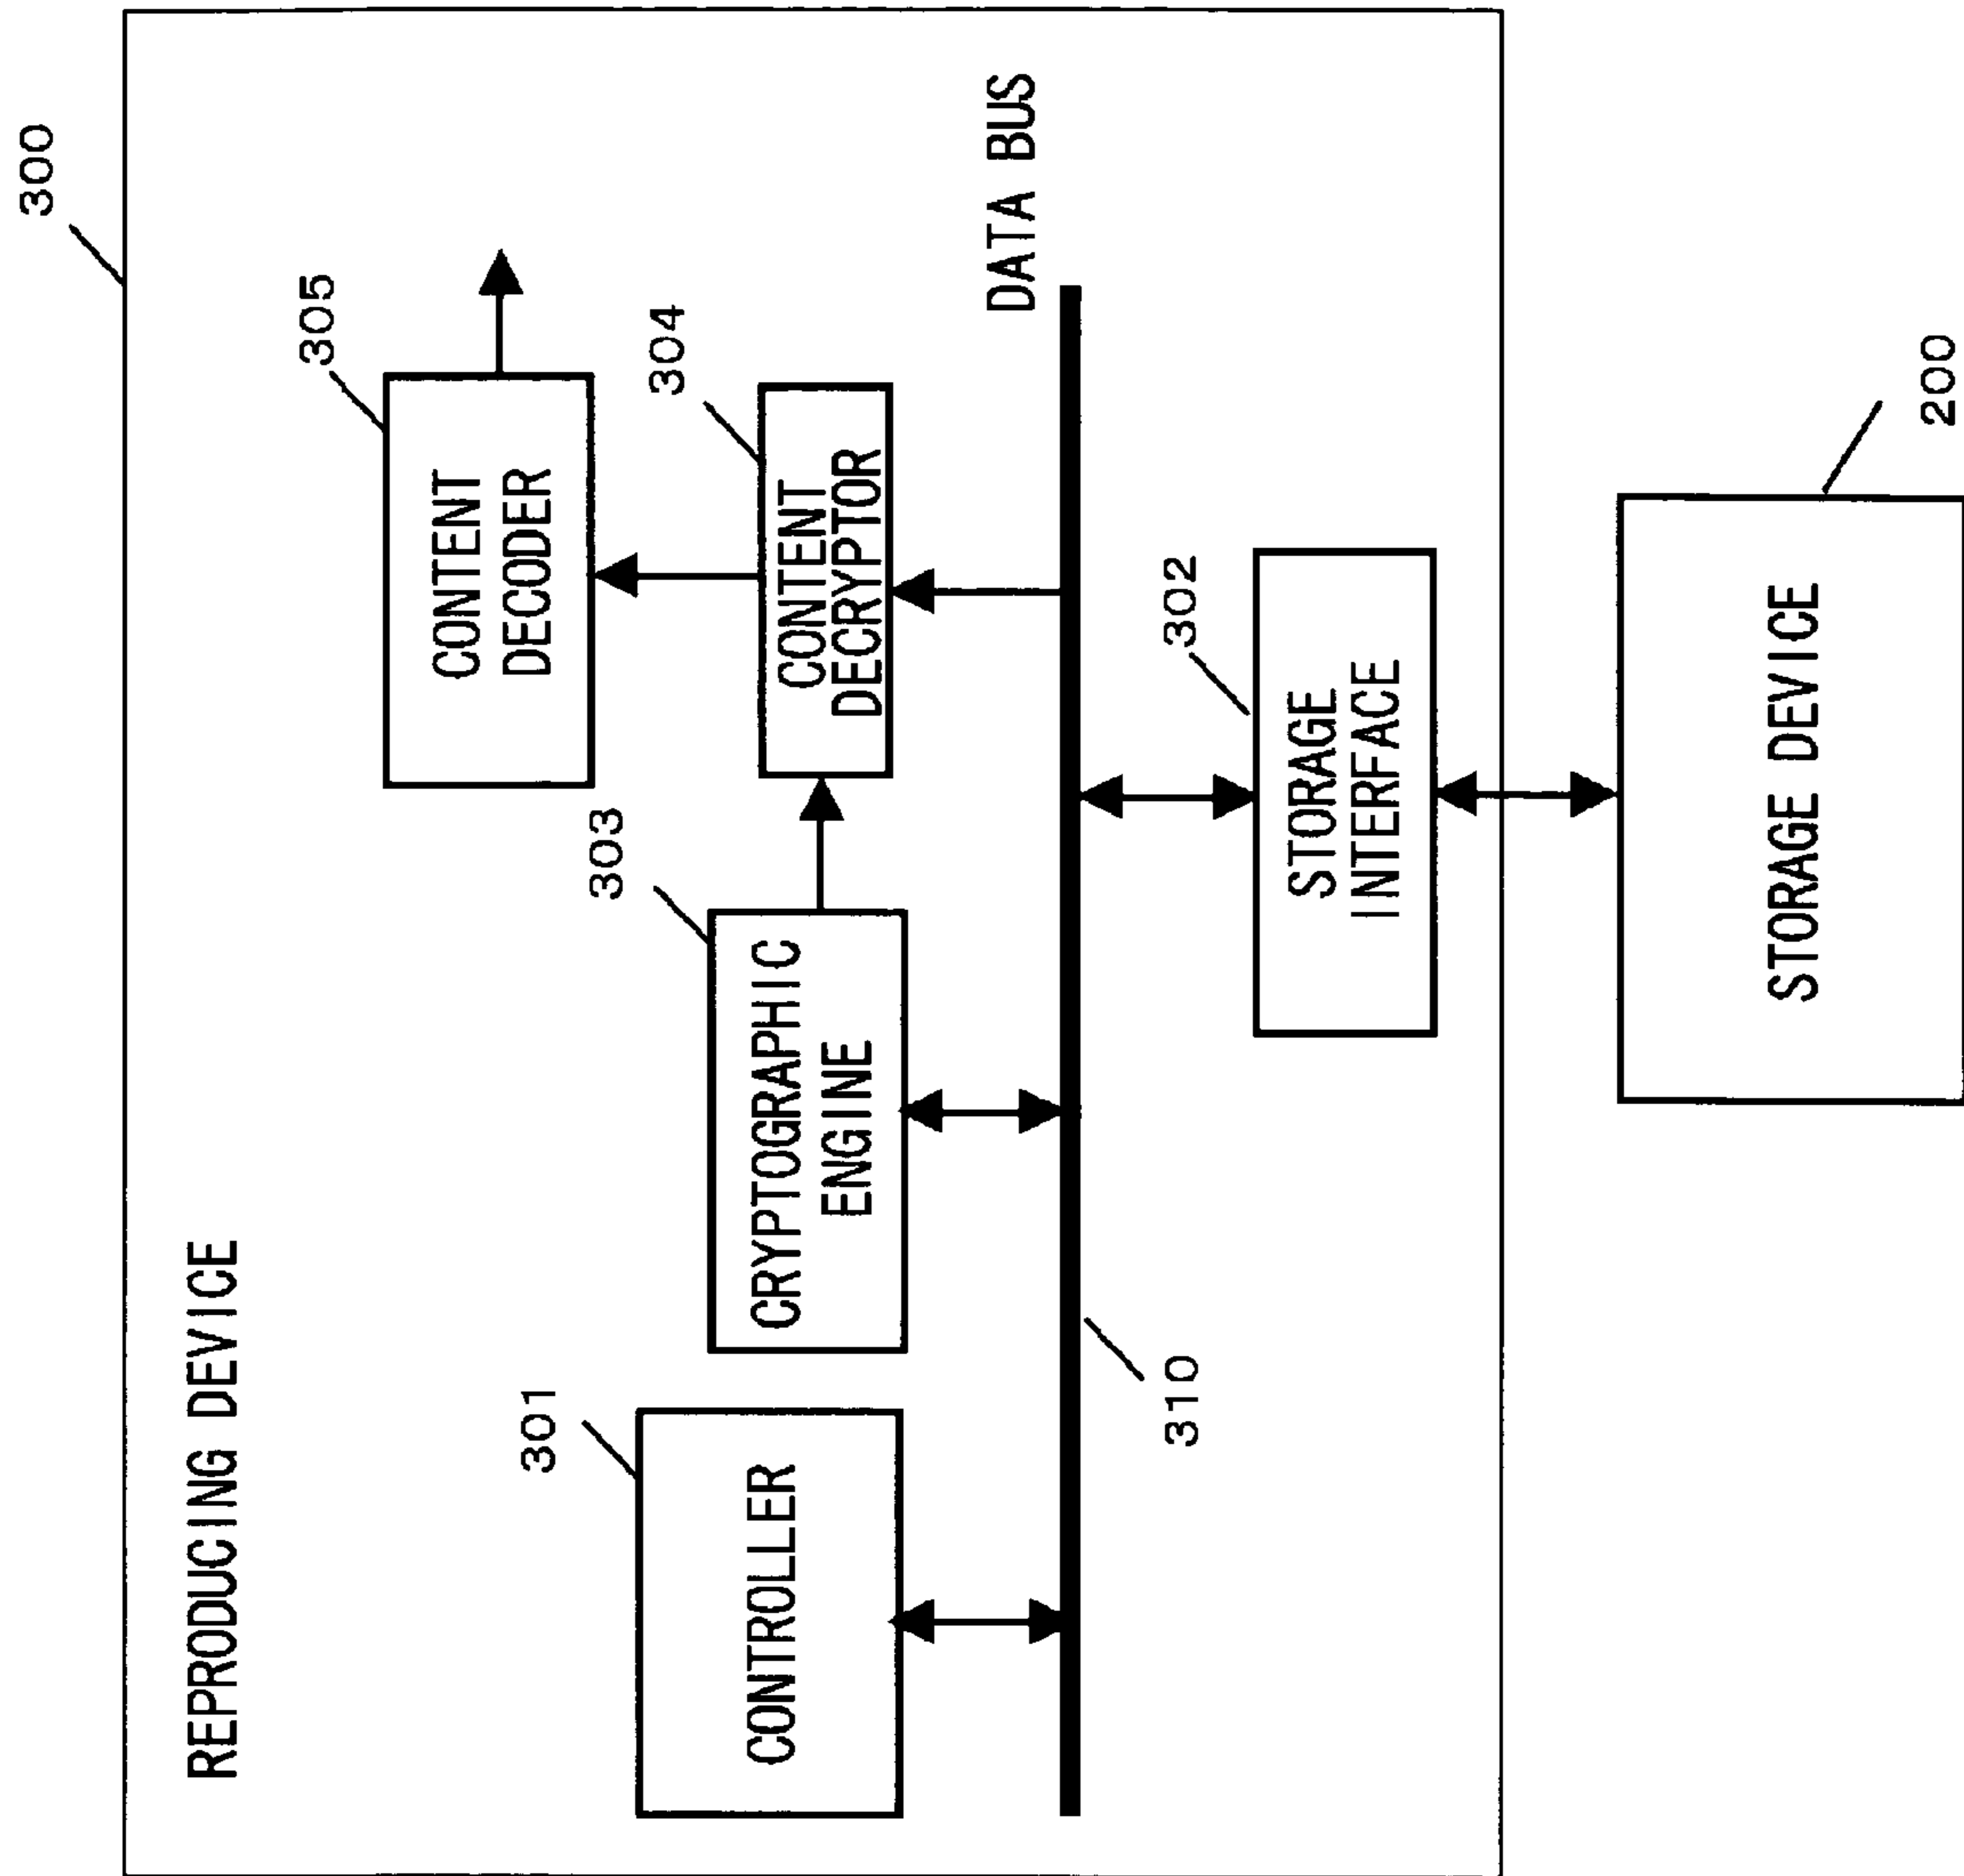 300
REPRODUCING DEVICE
305
CONTENT
DECODER
301
303
304
CONTROLLER
CRYPTOGRAPHIC
ENGINE
CONTENT
DECRYPTOR
DATA BUS
310
302
STORAGE
INTERFACE
STORAGE DEVICE
200